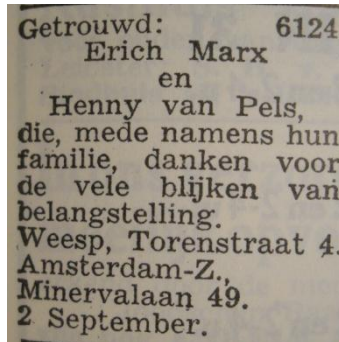 Getrouwd: 6124
Erich Marx
en
Henny van Pels,
die, mede namens hun
familie, danken voor
de vele blijken van
belangstelling.
Weesp, Torenstraat 4.
Amsterdam-Z.,
Minervalaan 49.
2 September.